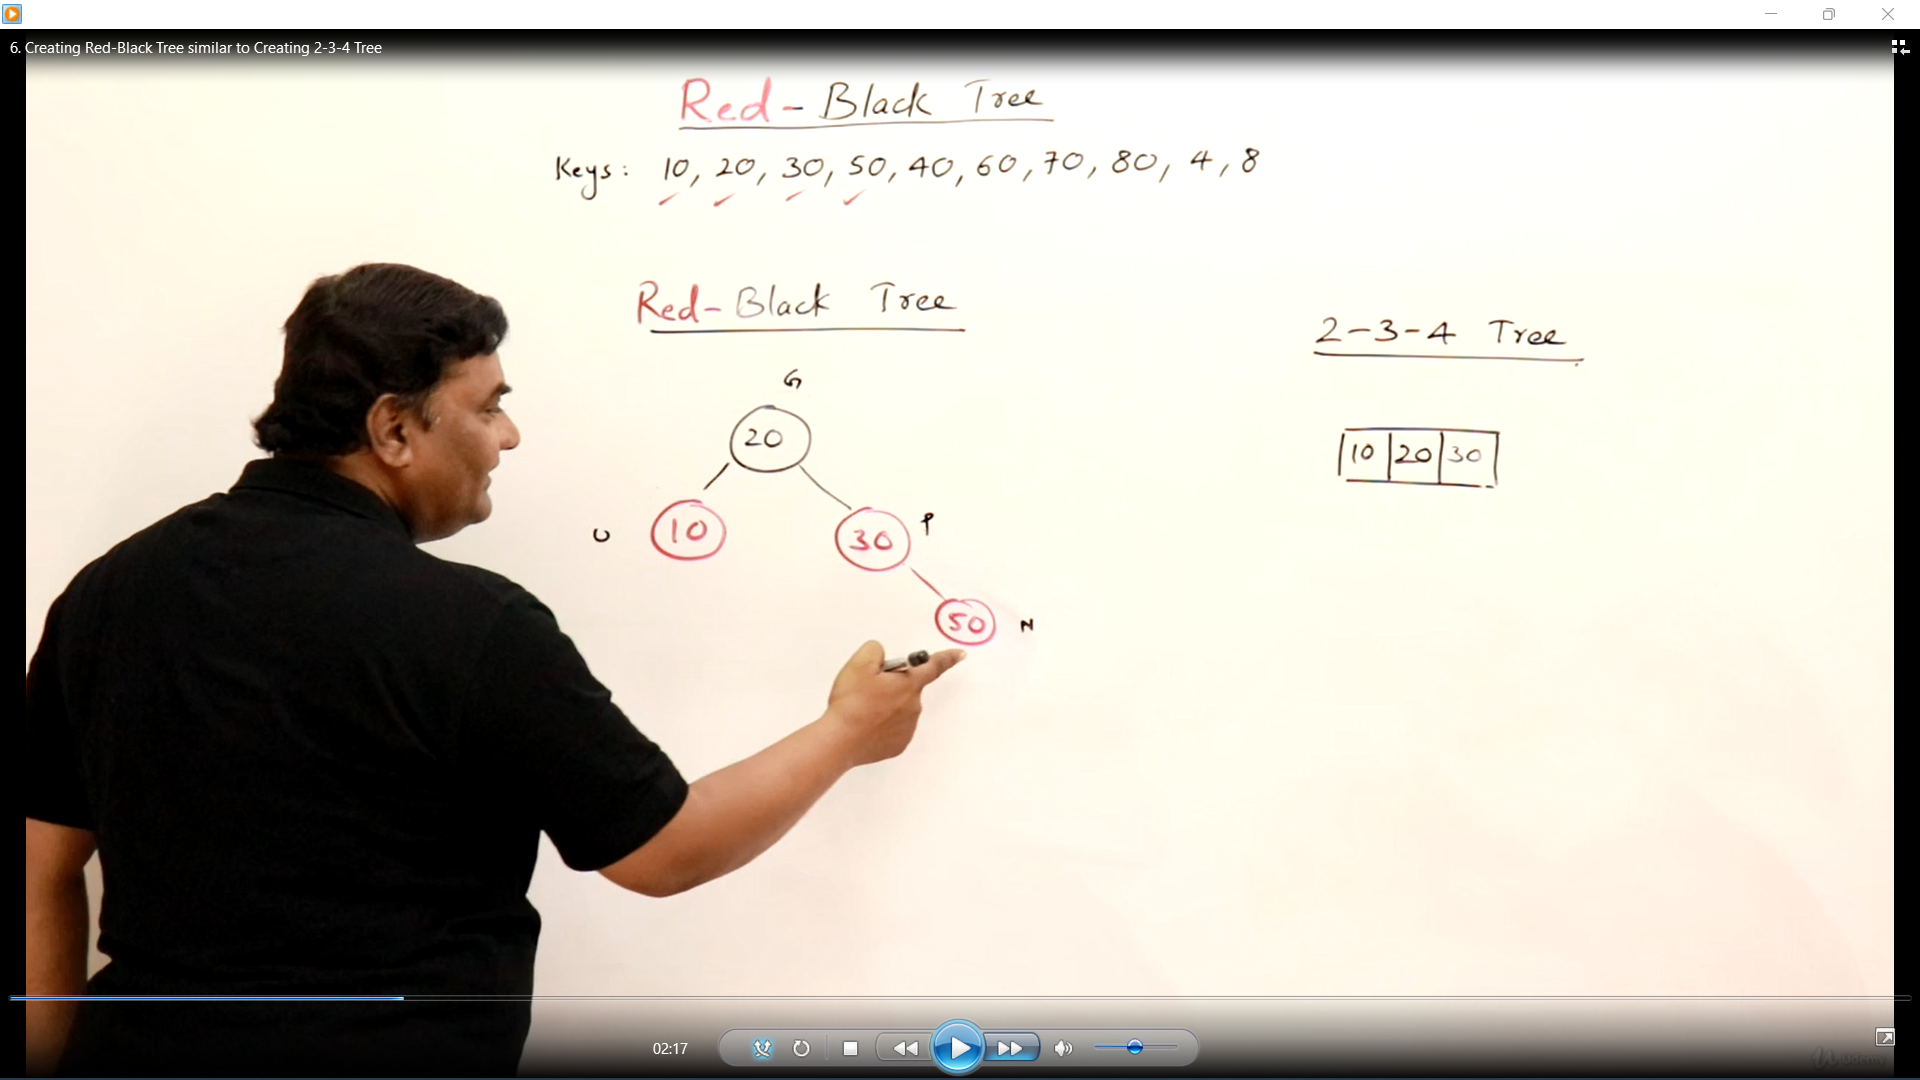 6. Creating Red-Black Tree similar to Creating 2-3-4 Tree
Red - Black Tree
Keys: 10, 20, 30, 50, 40, 60, 70, 80, 4, 8
Red-Black Tree
2-3-4 Tree
G
20
10 20 30
U 10
30 P
50 N
02:17
Udemy